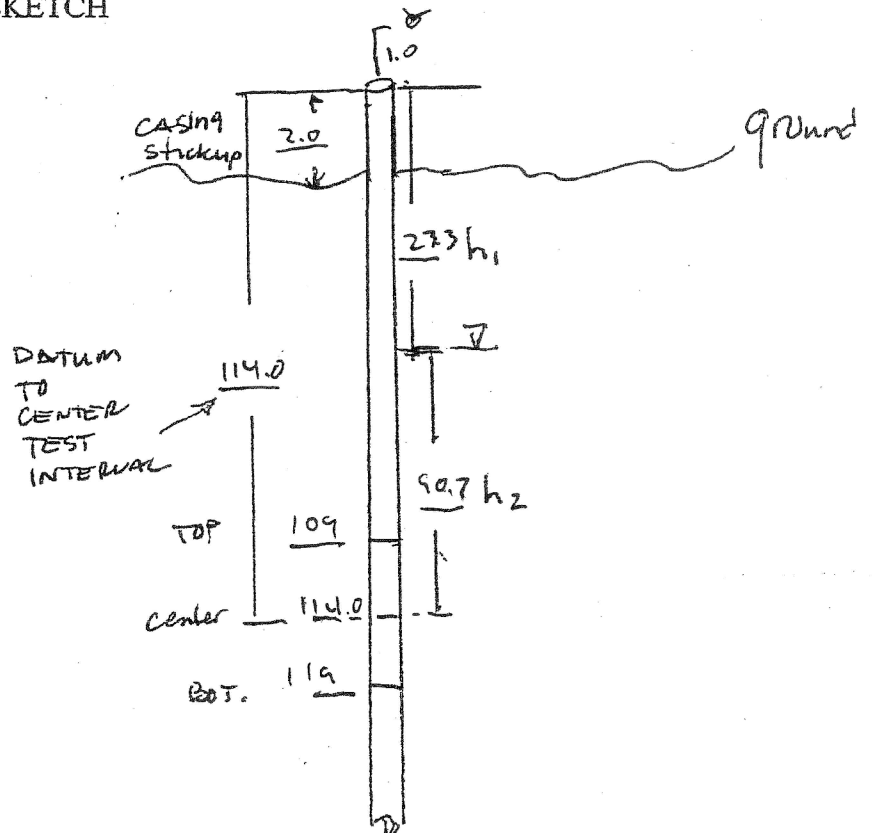 SKETCH
1.0
CASing
stickup
2.0
ground
23.3 h₁
DATUM
TO
CENTER
TEST
INTERVAL
114.0
90.7 h₂
TOP
109
Center
114.0
BOT.
119